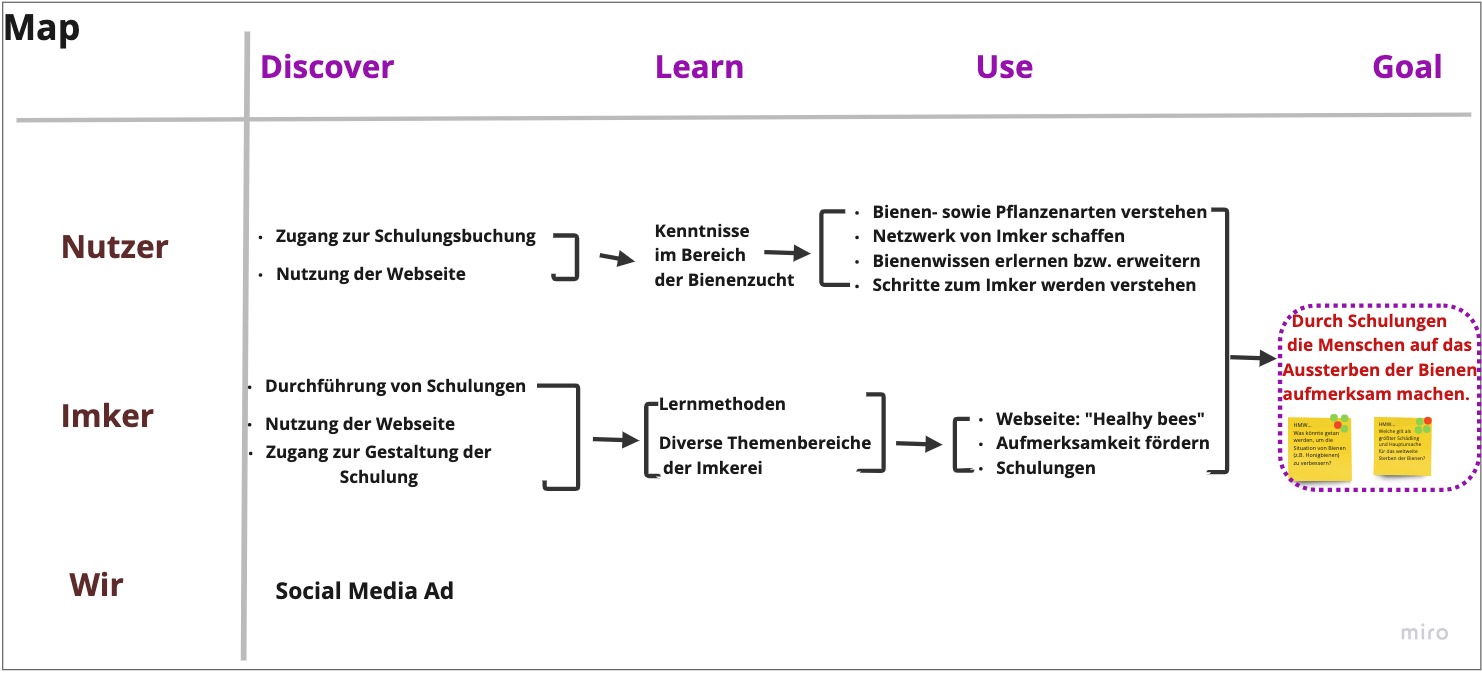 Map
Discover
Learn
Use
Goal
Nutzer
Zugang zur Schulungsbuchung
Nutzung der Webseite
Kenntnisse
im Bereich
der Bienenzucht
Bienen- sowie Pflanzenarten verstehen
Netzwerk von Imker schaffen
Bienenwissen erlernen bzw. erweitern
Schritte zum Imker werden verstehen
Imker
Durchführung von Schulungen
Nutzung der Webseite
Zugang zur Gestaltung der
Schulung
Lernmethoden
Diverse Themenbereiche
der Imkerei
Webseite: "Healhy bees"
Aufmerksamkeit fördern
Schulungen
Durch Schulungen
die Menschen auf das
Aussterben der Bienen
aufmerksam machen.
HMW...
Was könnte getan
werden, um die
Situation von Bienen
(z.B. Honigbienen)
zu verbessern?
HMW...
Welche gilt als
größter Schädling
und Hauptursache
für das weltweite
Sterben der Bienen?
Wir
Social Media Ad
miro